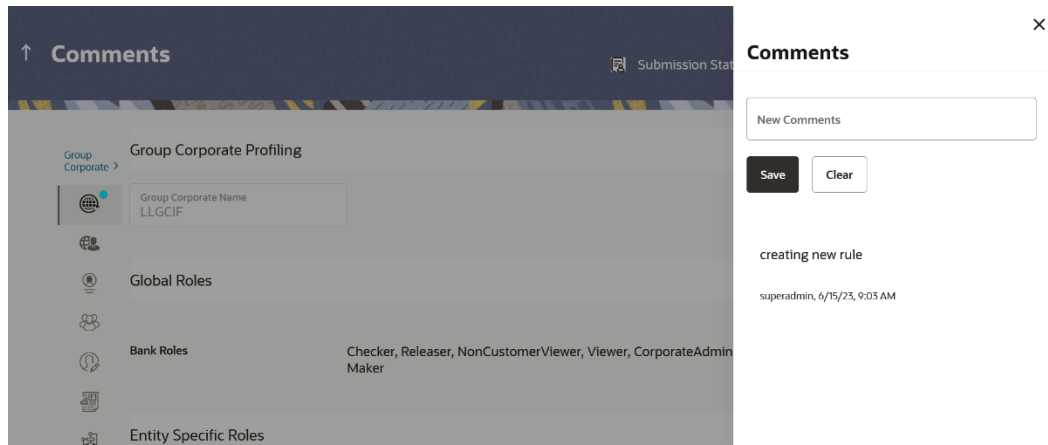 Comments
Submission Stat
Group
Corporate >
Group Corporate Profiling
Group Corporate Name
LLGCIF
Global Roles
Bank Roles
Checker, Releaser, NonCustomerViewer, Viewer, CorporateAdmin
Maker
Entity Specific Roles
Comments
New Comments
Save
Clear
creating new rule
superadmin, 6/15/23, 9:03 AM